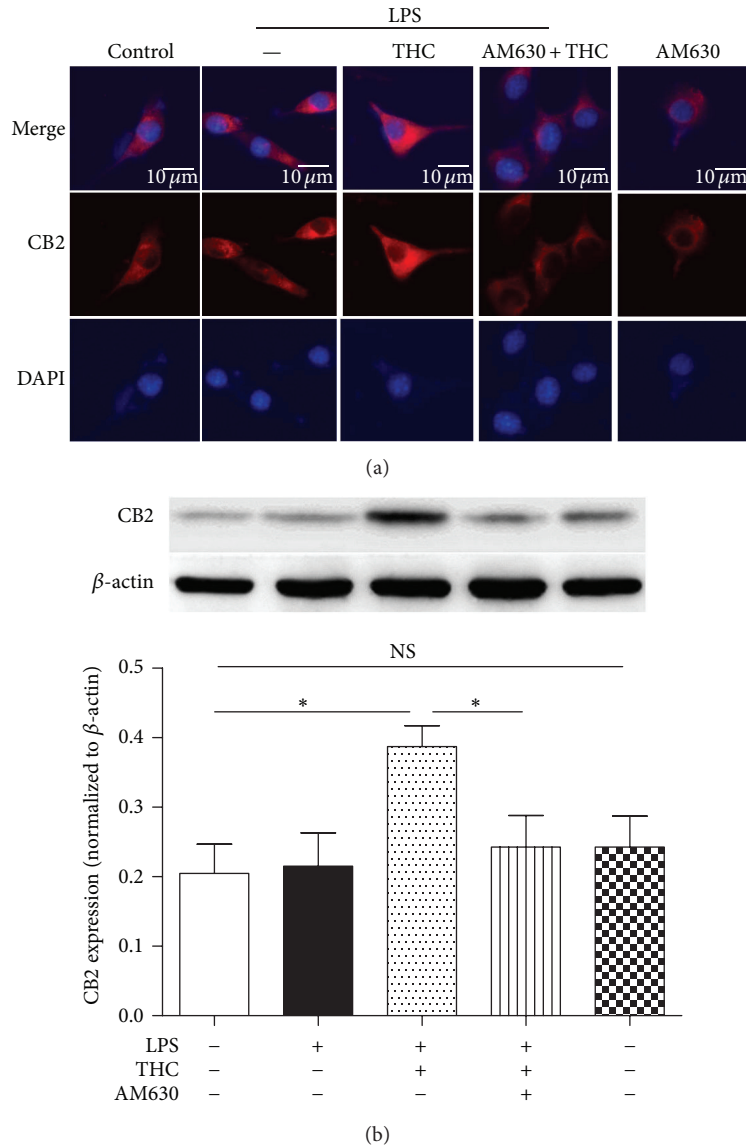 LPS
Control — THC AM630 + THC AM630
Merge
10 μm 10 μm 10 μm 10 μm 10 μm
CB2
DAPI
(a)
CB2
β-actin
CB2 expression (normalized to β-actin)
NS
* *
0.5
0.4
0.3
0.2
0.1
0.0
LPS − + + + −
THC − − + + −
AM630 − − − + −
(b)